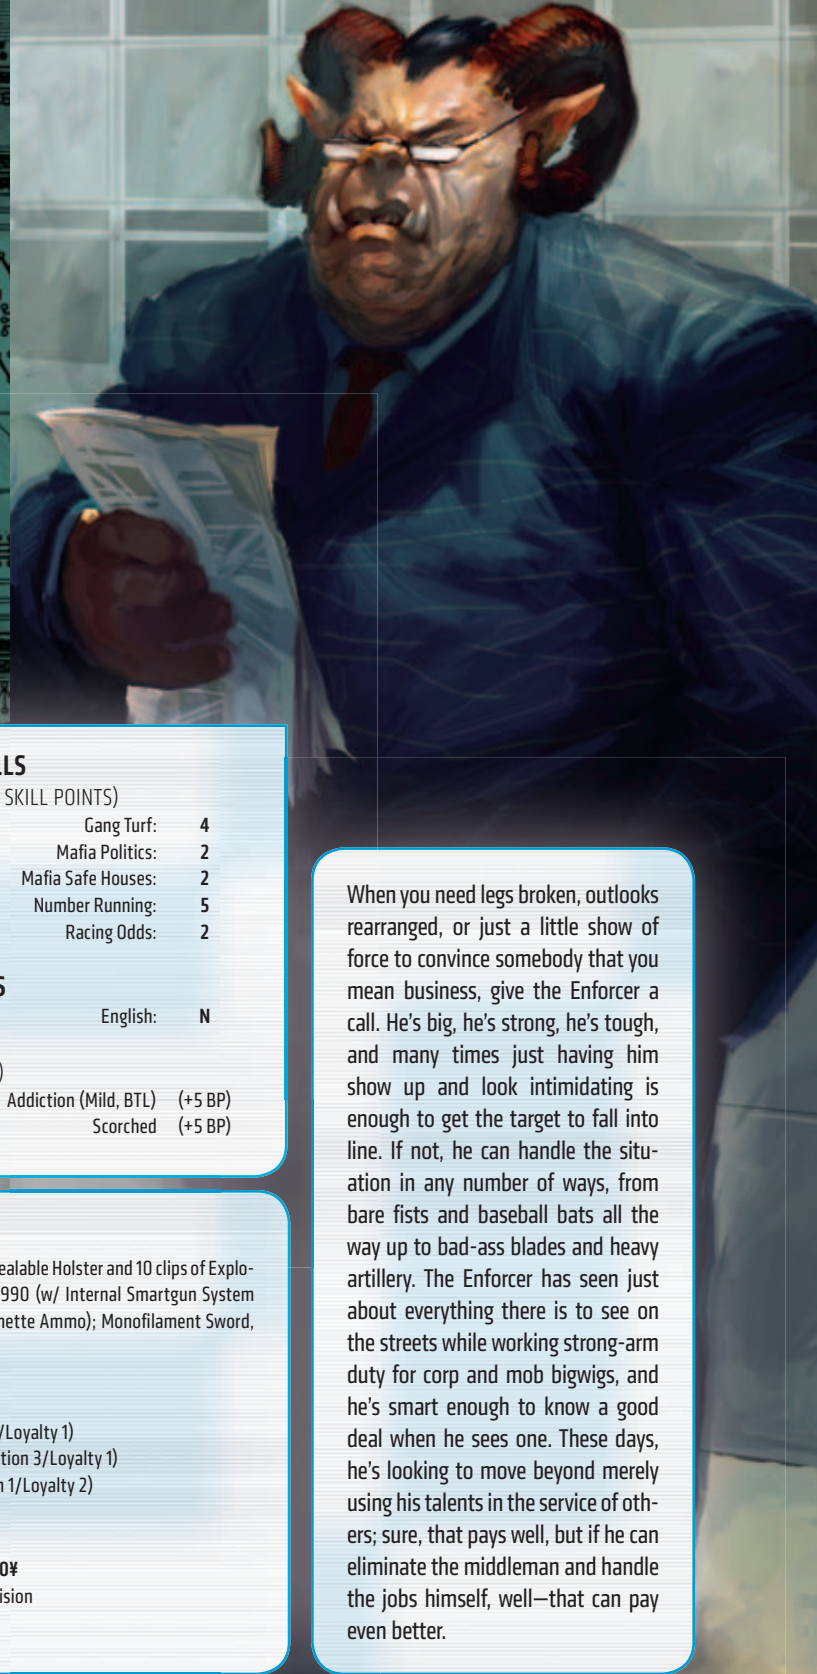 LLS
SKILL POINTS)
Gang Turf: 4
Mafia Politics: 2
Mafia Safe Houses: 2
Number Running: 5
Racing Odds: 2
S
English: N
)
Addiction (Mild, BTL) (+5 BP)
Scorched (+5 BP)
ealable Holster and 10 clips of Explo-
990 (w/ Internal Smartgun System
hette Ammo); Monofilament Sword,
/Loyalty 1)
tion 3/Loyalty 1)
n 1/Loyalty 2)
0¥
ision
When you need legs broken, outlooks
rearranged, or just a little show of
force to convince somebody that you
mean business, give the Enforcer a
call. He's big, he's strong, he's tough,
and many times just having him
show up and look intimidating is
enough to get the target to fall into
line. If not, he can handle the situ-
ation in any number of ways, from
bare fists and baseball bats all the
way up to bad-ass blades and heavy
artillery. The Enforcer has seen just
about everything there is to see on
the streets while working strong-arm
duty for corp and mob bigwigs, and
he's smart enough to know a good
deal when he sees one. These days,
he's looking to move beyond merely
using his talents in the service of oth-
ers; sure, that pays well, but if he can
eliminate the middleman and handle
the jobs himself, well—that can pay
even better.